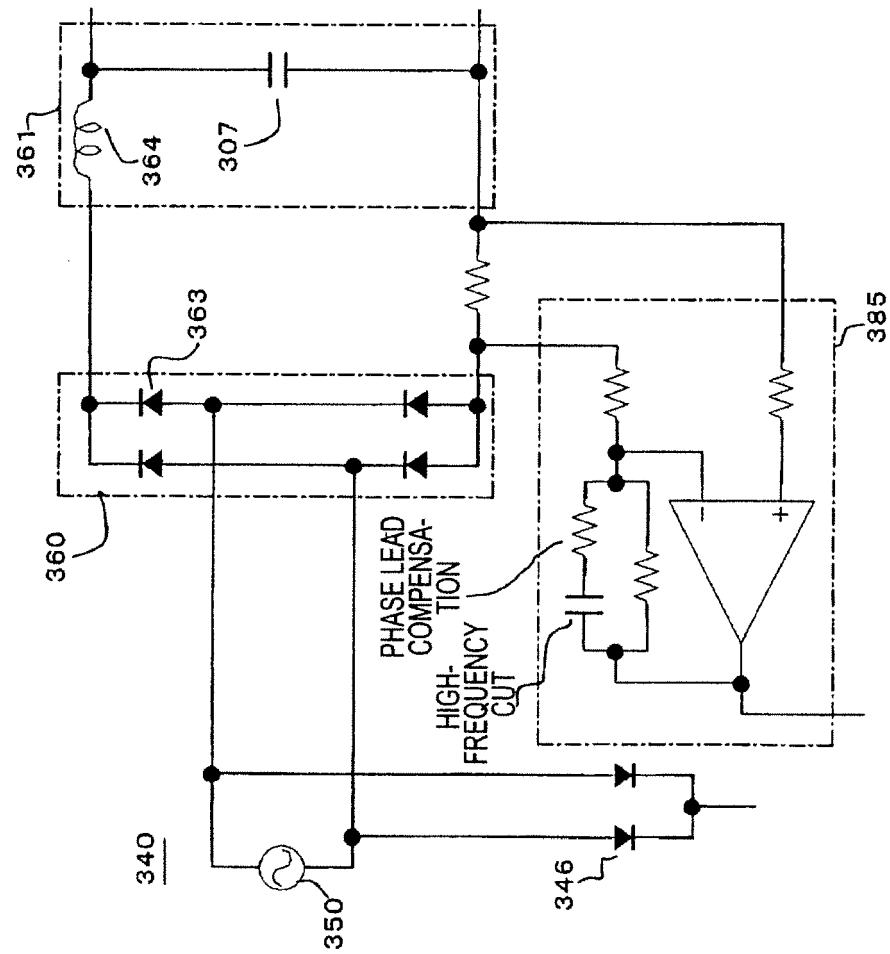 361
364
307
363
360
385
PHASE LEAD
COMPENSA-
TION
HIGH-
FREQUENCY
CUT
−
+
340
350
346